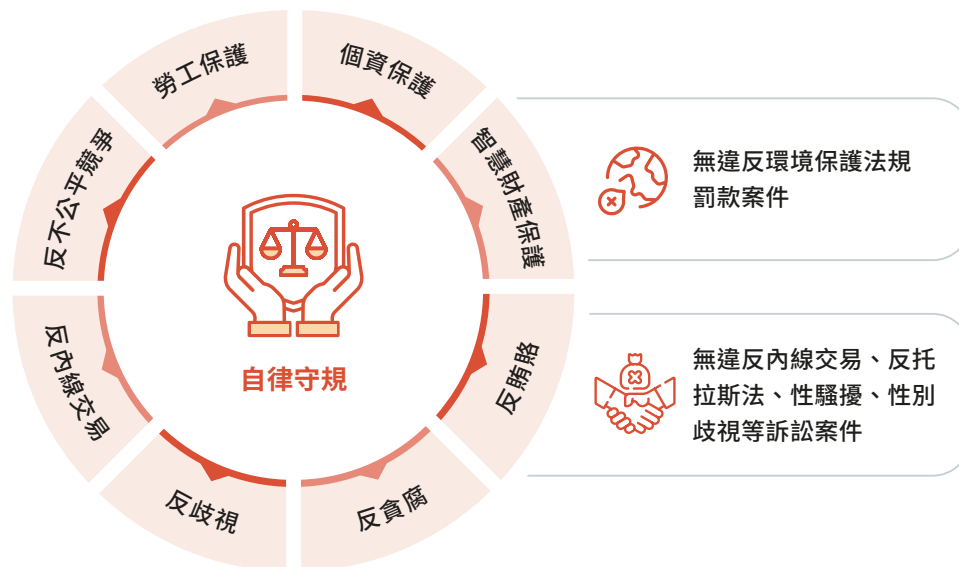 勞工保護
個資保護
智慧財產保護
反賄賂
反貪腐
反歧視
反內線交易
反不公平競爭
自律守規
無違反環境保護法規
罰款案件
無違反內線交易、反托
拉斯法、性騷擾、性別
歧視等訴訟案件